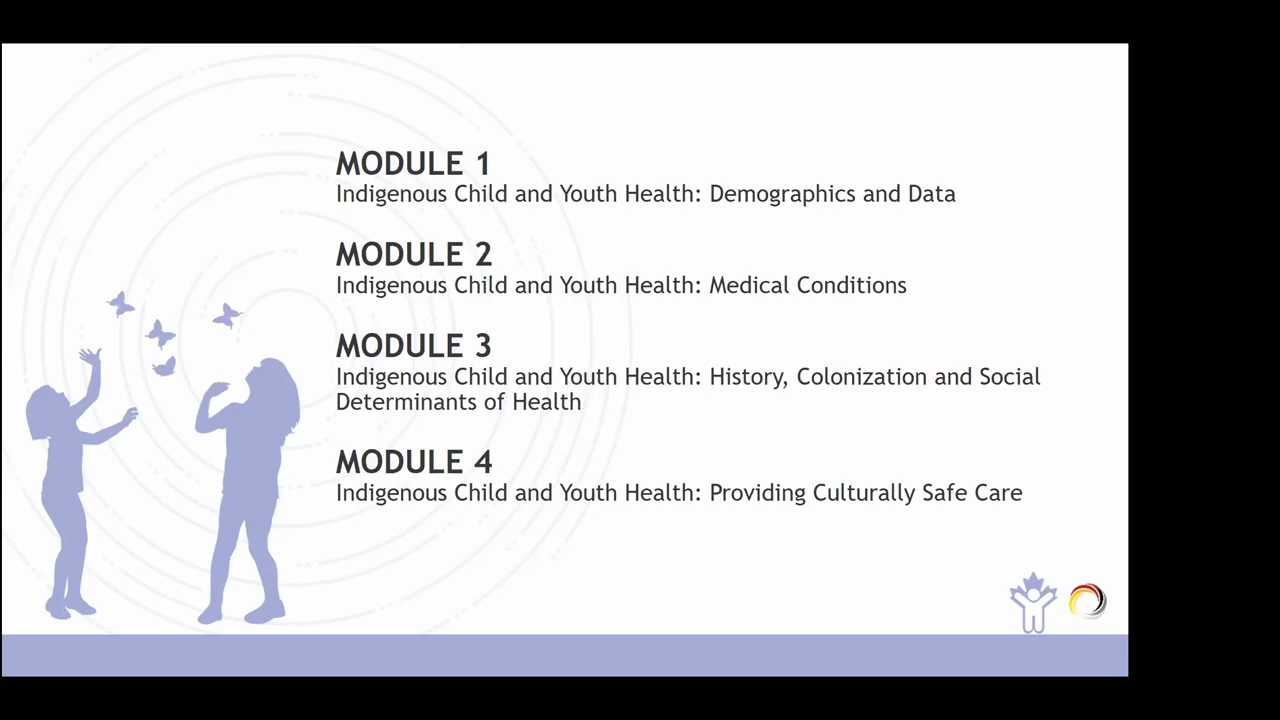 MODULE 1
Indigenous Child and Youth Health: Demographics and Data
MODULE 2
Indigenous Child and Youth Health: Medical Conditions
MODULE 3
Indigenous Child and Youth Health: History, Colonization and Social
Determinants of Health
MODULE 4
Indigenous Child and Youth Health: Providing Culturally Safe Care